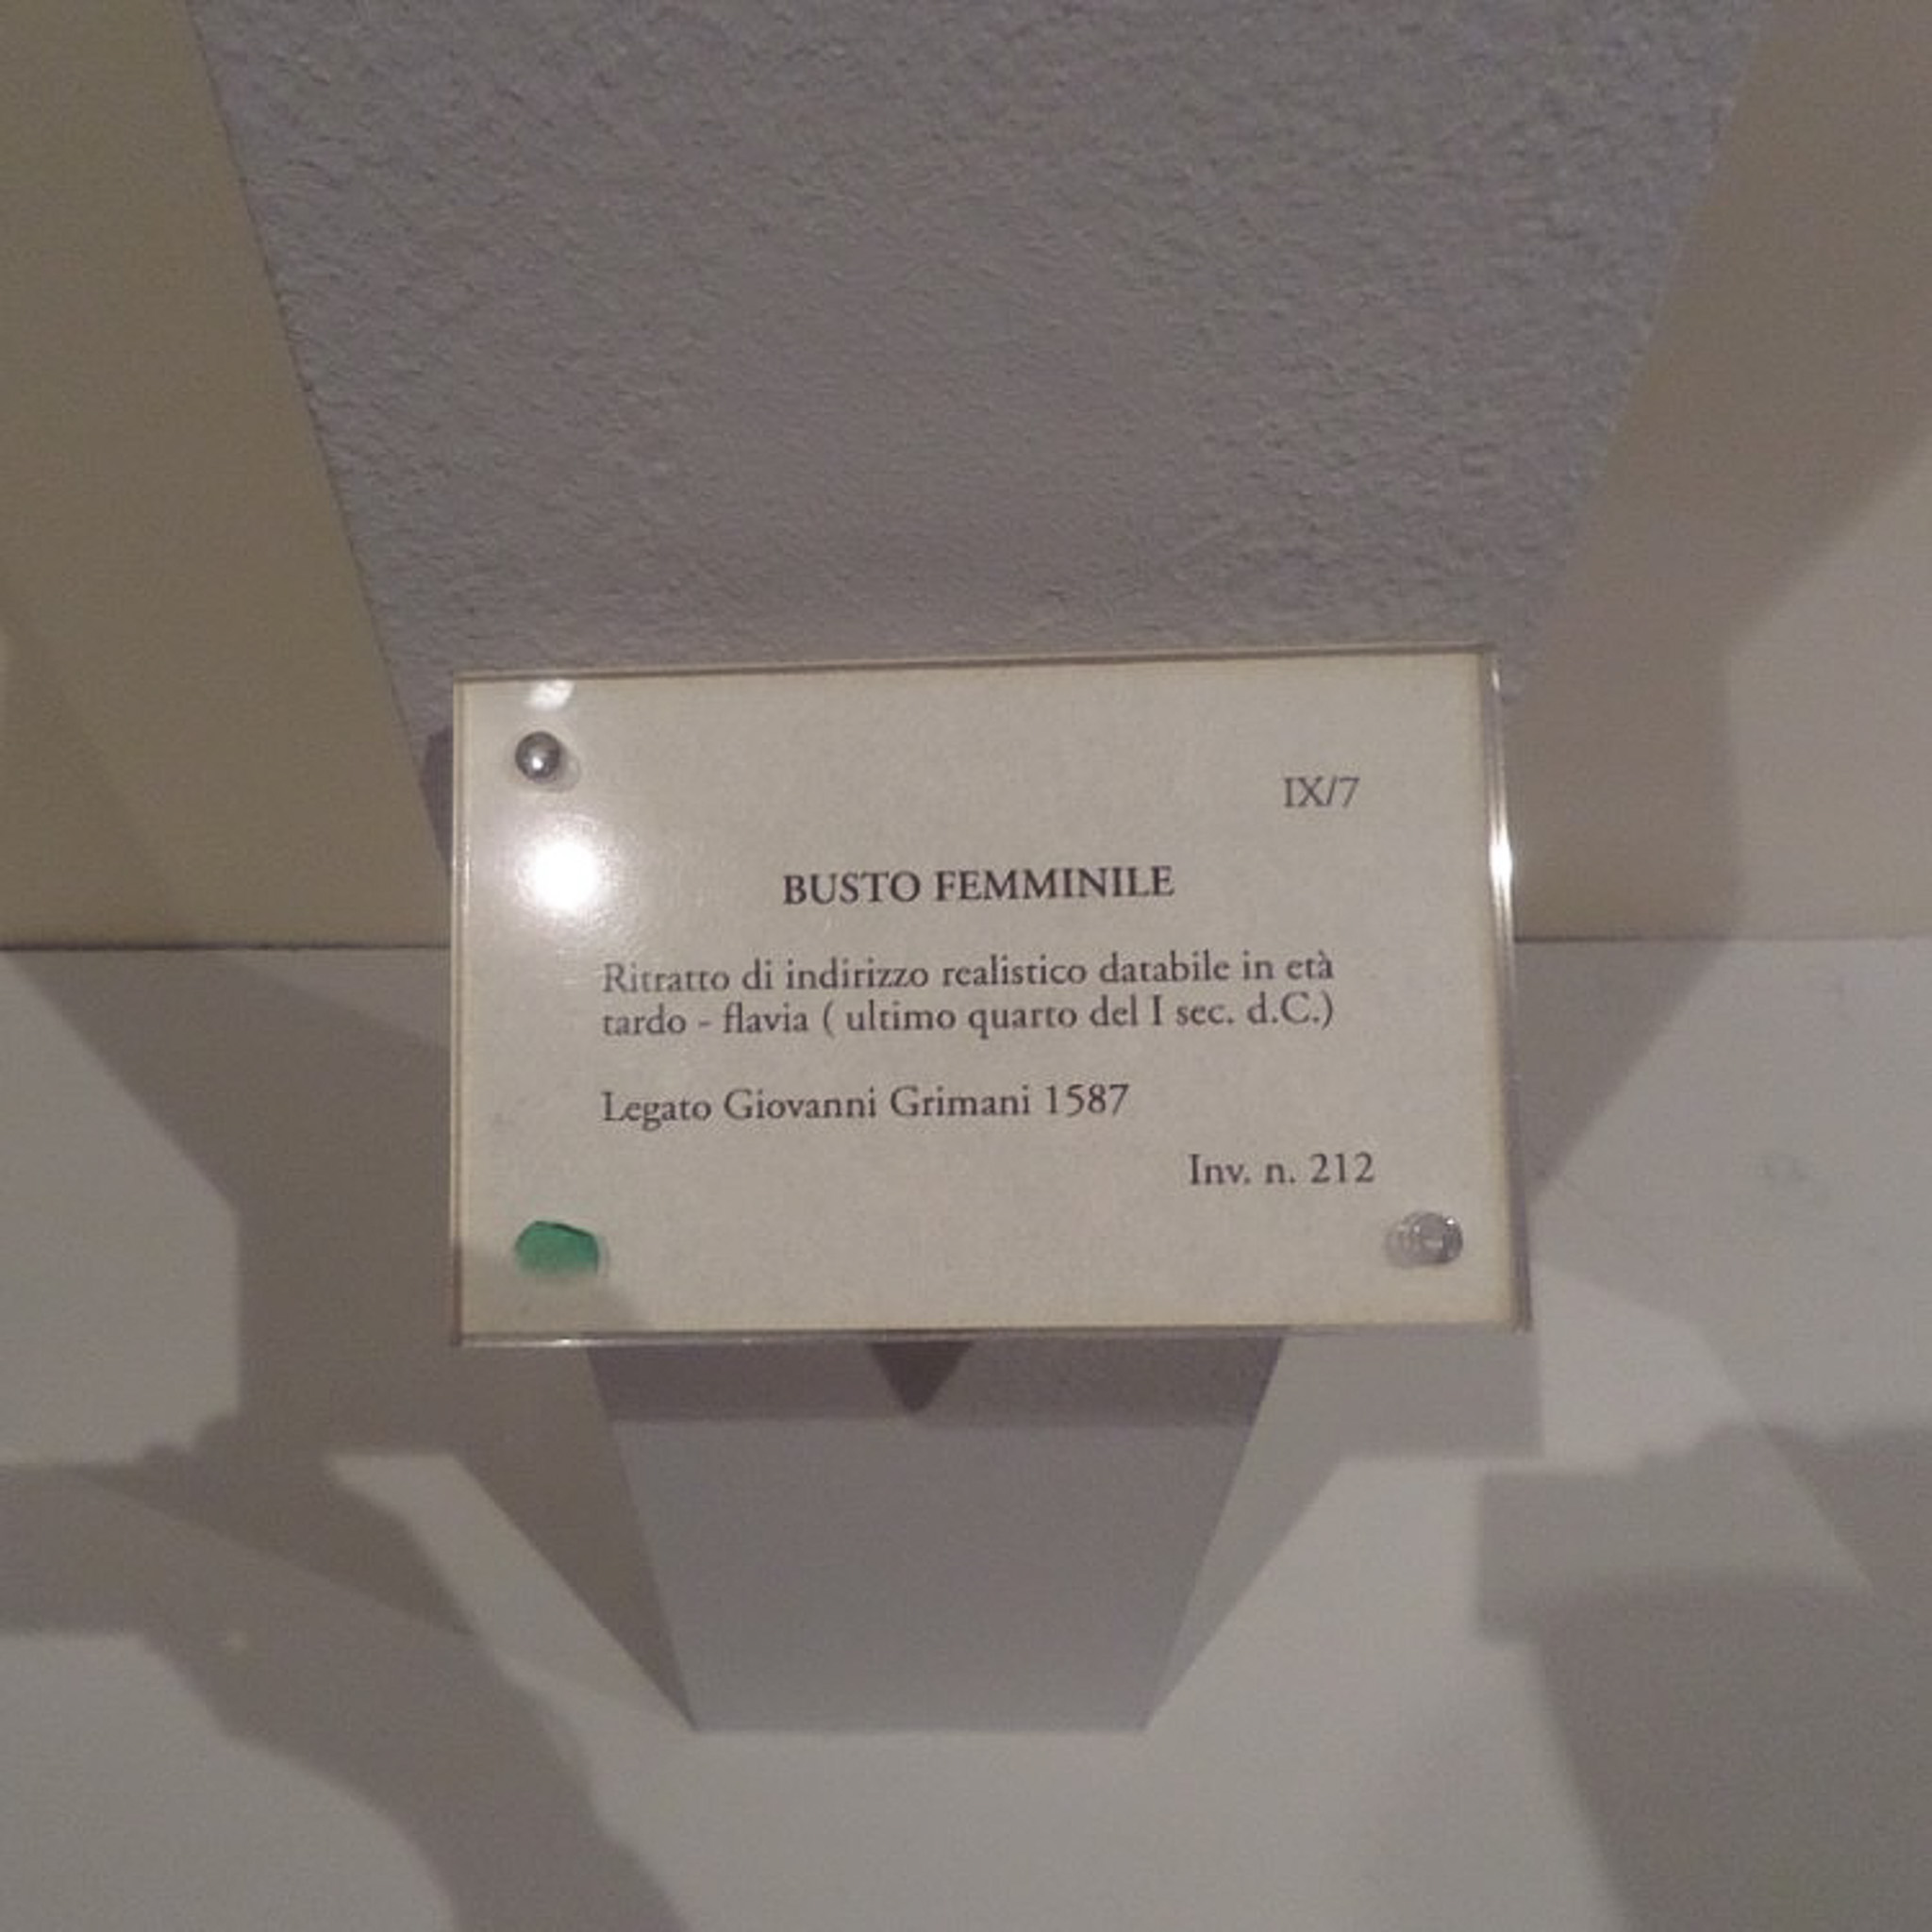 IX/7
BUSTO FEMMINILE
Ritratto di indirizzo realistico databile in età
tardo - flavia ( ultimo quarto del I sec. d.C.)
Legato Giovanni Grimani 1587
Inv. n. 212